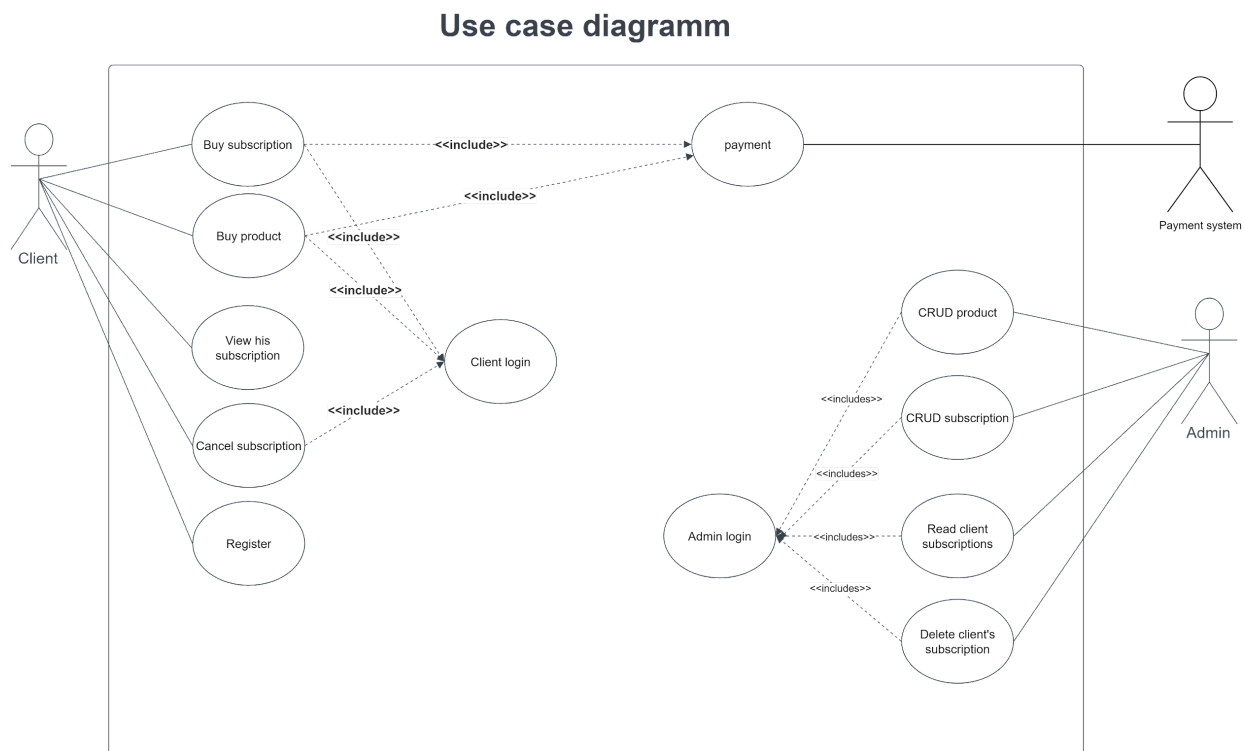 Use case diagramm
Buy subscription
<<include>>
payment
Payment system
<<include>>
Buy product
<<include>>
Client
<<include>>
CRUD product
View his
subscription
Client login
<<includes>>
CRUD subscription
<<include>>
Admin
Cancel subscription
<<includes>>
Register
Admin login
<<includes>>
Read client
subscriptions
<<includes>>
Delete client's
subscription